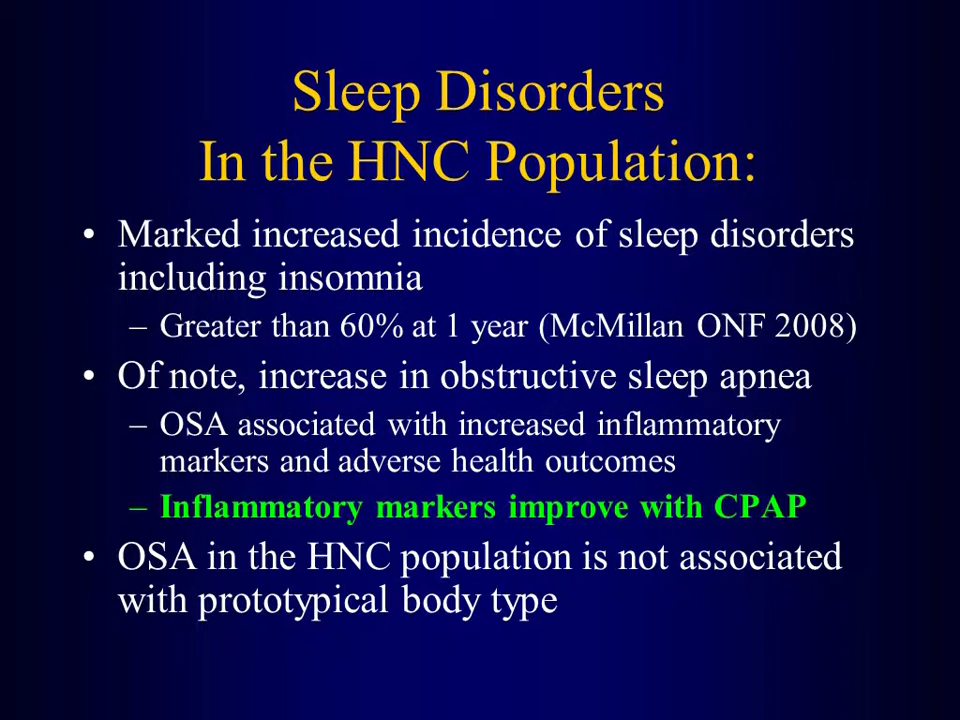 Sleep Disorders
In the HNC Population:
• Marked increased incidence of sleep disorders
including insomnia
– Greater than 60% at 1 year (McMillan ONF 2008)
• Of note, increase in obstructive sleep apnea
– OSA associated with increased inflammatory
markers and adverse health outcomes
– Inflammatory markers improve with CPAP
• OSA in the HNC population is not associated
with prototypical body type